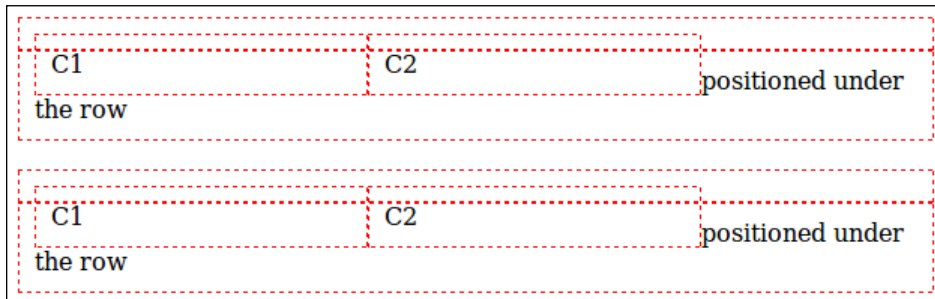 C1 C2
positioned under
the row
C1 C2
positioned under
the row